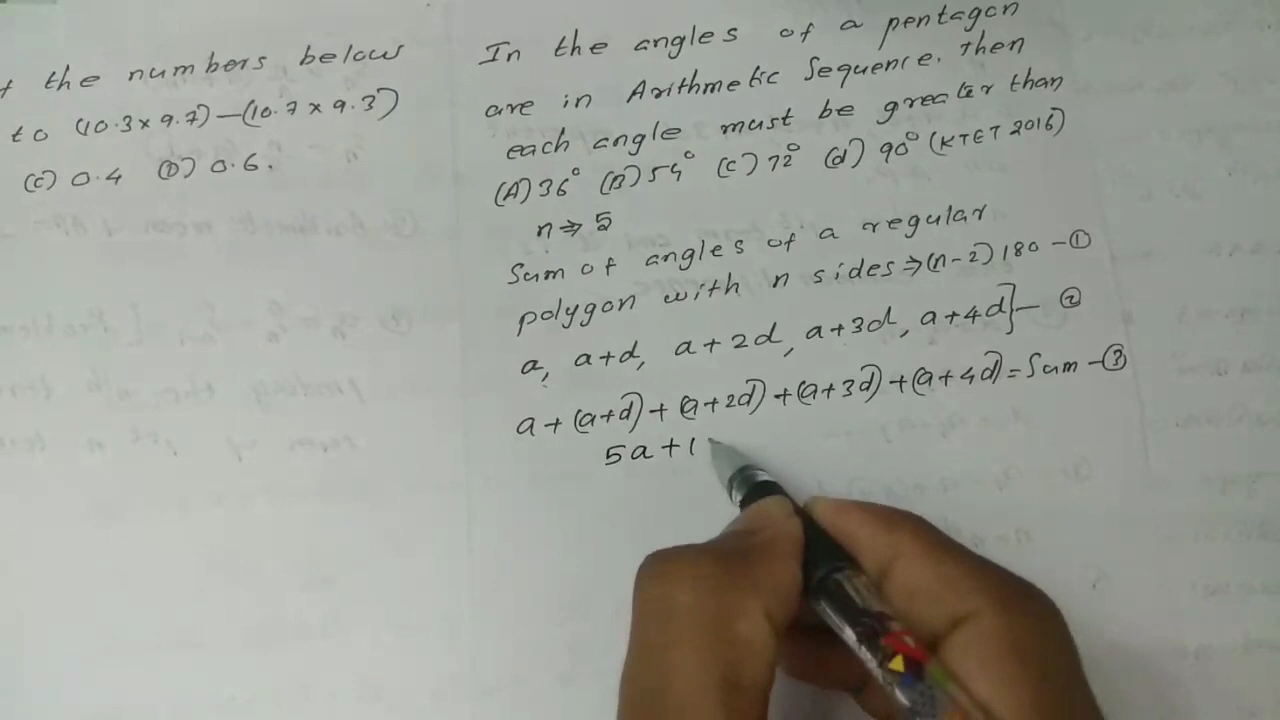 the numbers below
to (10.3×9.7)—(10.7×9.3)
(C) 0.4 (D) 0.6.
In the angles of a pentagon
are in Arithmetic Sequence. Then
each angle must be greater than
(A) 36° (B) 54° (C) 72° (d) 90° (KTET 2016)
n ⇒ 5
Sum of angles of a regular
polygon with n sides ⇒ (n-2) 180 - ①
a, a+d, a+2d, a+3d, a+4d} - ②
a + (a+d) + (a+2d) + (a+3d) + (a+4d) = Sum - ③
5a + 1